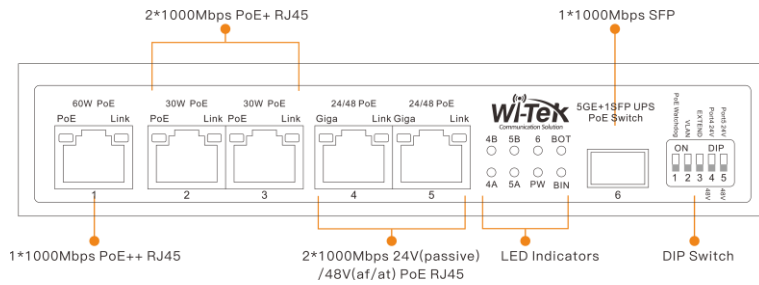 2*1000Mbps PoE+ RJ45
1*1000Mbps SFP
60W PoE
30W PoE
30W PoE
24/48 PoE
24/48 PoE
PoE Link
PoE Link
PoE Link
Giga Link
Giga Link
1
2
3
4
5
Wi-Tek
Communication Solution
4B 5B 6 BOT
4A 5A PW BIN
5GE+1SFP UPS
PoE Switch
6
PoE Watchdog
VLAN
EXTEND
Port4 24V
Port5 24V
ON DIP
1 2 3 4 5
48V
48V
1*1000Mbps PoE++ RJ45
2*1000Mbps 24V(passive)
/48V(af/at) PoE RJ45
LED Indicators
DIP Switch